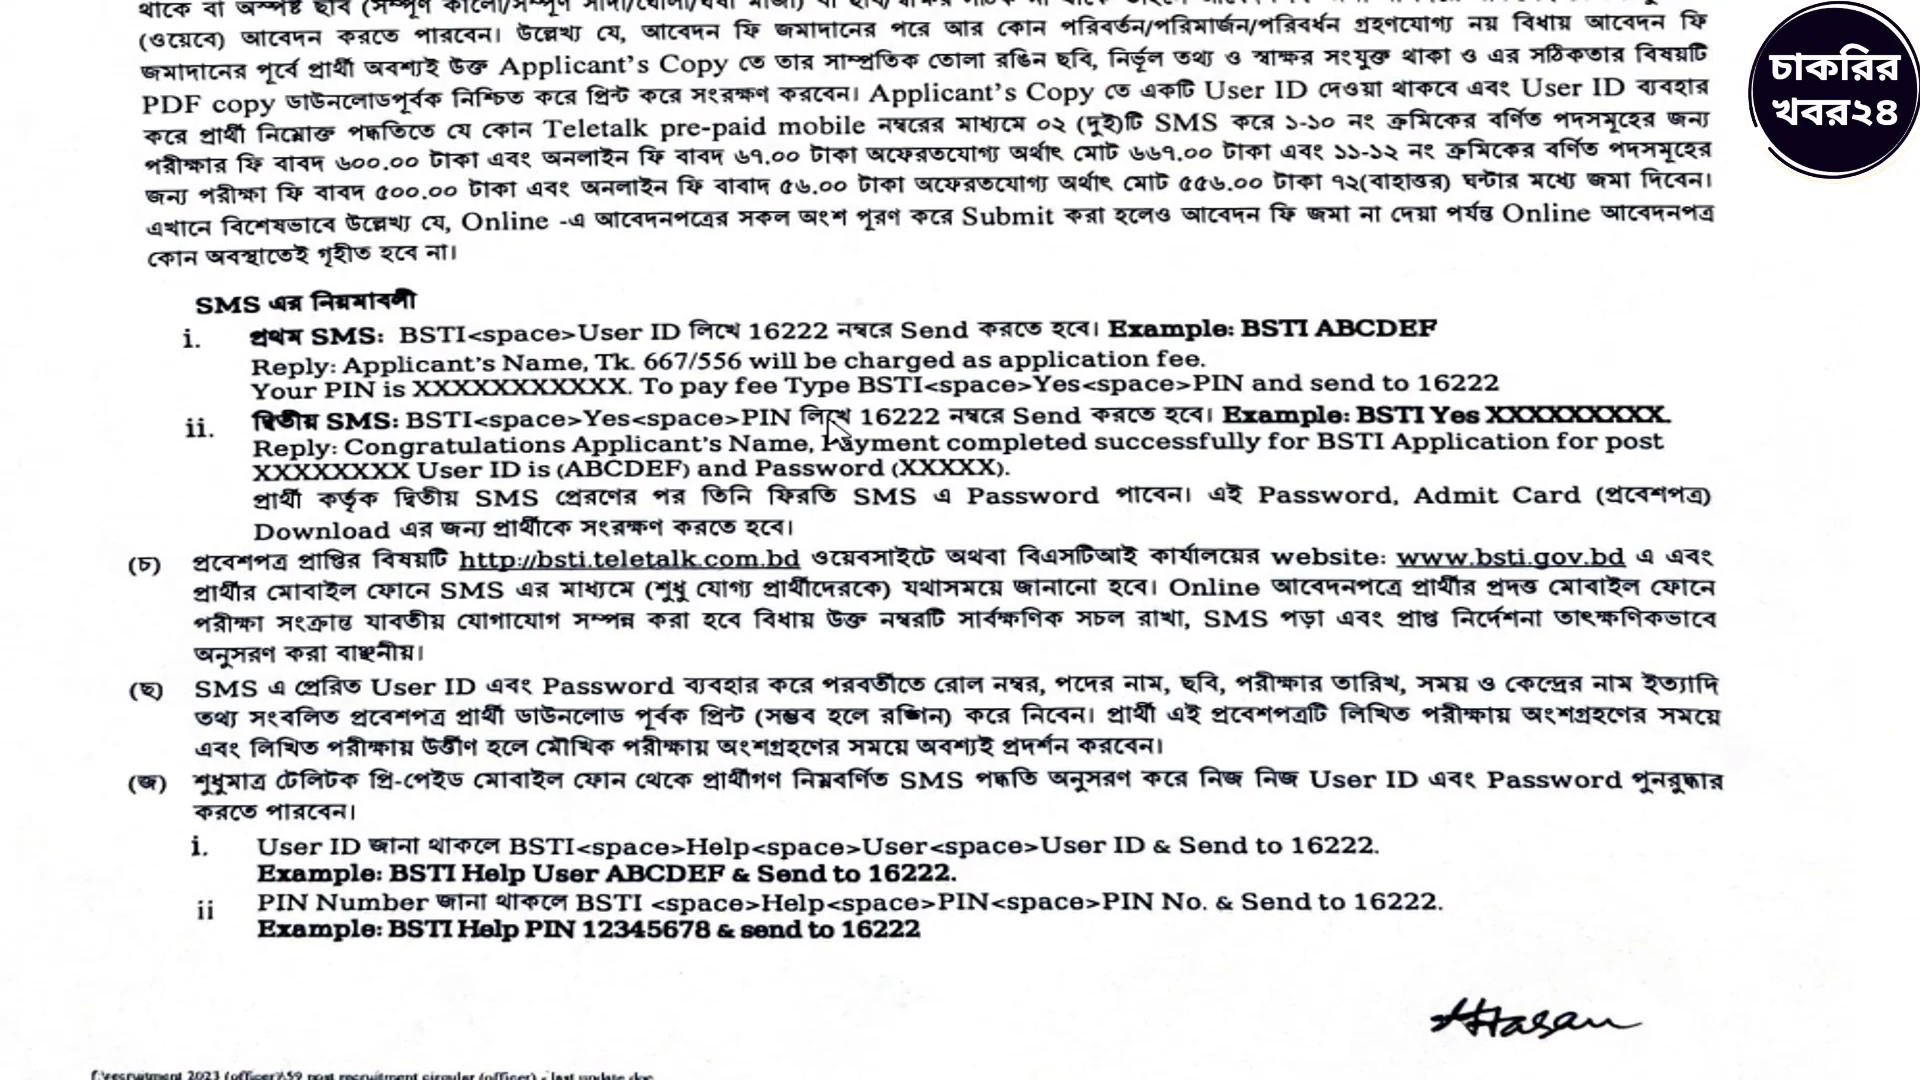 (ওয়েবে) আবেদন করতে পারবেন। উল্লেখ্য যে, আবেদন ফি জমাদানের পরে আর কোন পরিবর্তন/পরিমার্জন/পরিবর্ধন গ্রহণযোগ্য নয় বিধায় আবেদন ফি
জমাদানের পূর্বে প্রার্থী অবশ্যই উক্ত Applicant's Copy তে তার সাম্প্রতিক তোলা রঙিন ছবি, নির্ভূল তথ্য ও স্বাক্ষর সংযুক্ত থাকা ও এর সঠিকতার বিষয়টি
PDF copy ডাউনলোডপূর্বক নিশ্চিত করে প্রিন্ট করে সংরক্ষণ করবেন। Applicant's Copy তে একটি User ID দেওয়া থাকবে এবং User ID ব্যবহার
করে প্রার্থী নিম্নোক্ত পদ্ধতিতে যে কোন Teletalk pre-paid mobile নম্বরের মাধ্যমে ০২ (দুই)টি SMS করে ১-১০ নং ক্রমিকের বর্ণিত পদসমূহের জন্য
পরীক্ষার ফি বাবদ ৬০০.০০ টাকা এবং অনলাইন ফি বাবদ ৬৭.০০ টাকা অফেরতযোগ্য অর্থাৎ মোট ৬৬৭.০০ টাকা এবং ১১-১২ নং ক্রমিকের বর্ণিত পদসমূহের
জন্য পরীক্ষা ফি বাবদ ৫০০.০০ টাকা এবং অনলাইন ফি বাবাদ ৫৬.০০ টাকা অফেরতযোগ্য অর্থাৎ মোট ৫৫৬.০০ টাকা ৭২(বাহাত্তর) ঘন্টার মধ্যে জমা দিবেন।
এখানে বিশেষভাবে উল্লেখ্য যে, Online -এ আবেদনপত্রের সকল অংশ পূরণ করে Submit করা হলেও আবেদন ফি জমা না দেয়া পর্যন্ত Online আবেদনপত্র
কোন অবস্থাতেই গৃহীত হবে না।
চাকরির
খবর২৪
SMS এর নিয়মাবলী
i. প্রথম SMS: BSTI<space>User ID লিখে 16222 নম্বরে Send করতে হবে। Example: BSTI ABCDEF
Reply: Applicant's Name, Tk. 667/556 will be charged as application fee.
Your PIN is XXXXXXXXXXX. To pay fee Type BSTI<space>Yes<space>PIN and send to 16222
ii. দ্বিতীয় SMS: BSTI<space>Yes<space>PIN লিখে 16222 নম্বরে Send করতে হবে। Example: BSTI Yes XXXXXXXXX.
Reply: Congratulations Applicant's Name, Payment completed successfully for BSTI Application for post
XXXXXXXX User ID is (ABCDEF) and Password (XXXXX).
প্রার্থী কর্তৃক দ্বিতীয় SMS প্রেরণের পর তিনি ফিরতি SMS এ Password পাবেন। এই Password, Admit Card (প্রবেশপত্র)
Download এর জন্য প্রার্থীকে সংরক্ষণ করতে হবে।
(চ) প্রবেশপত্র প্রাপ্তির বিষয়টি http://bsti.teletalk.com.bd ওয়েবসাইটে অথবা বিএসটিআই কার্যালয়ের website: www.bsti.gov.bd এ এবং
প্রার্থীর মোবাইল ফোনে SMS এর মাধ্যমে (শুধু যোগ্য প্রার্থীদেরকে) যথাসময়ে জানানো হবে। Online আবেদনপত্রে প্রার্থীর প্রদত্ত মোবাইল ফোনে
পরীক্ষা সংক্রান্ত যাবতীয় যোগাযোগ সম্পন্ন করা হবে বিধায় উক্ত নম্বরটি সার্বক্ষণিক সচল রাখা, SMS পড়া এবং প্রাপ্ত নির্দেশনা তাৎক্ষণিকভাবে
অনুসরণ করা বাঞ্ছনীয়।
(ছ) SMS এ প্রেরিত User ID এবং Password ব্যবহার করে পরবর্তীতে রোল নম্বর, পদের নাম, ছবি, পরীক্ষার তারিখ, সময় ও কেন্দ্রের নাম ইত্যাদি
তথ্য সংবলিত প্রবেশপত্র প্রার্থী ডাউনলোড পূর্বক প্রিন্ট (সম্ভব হলে রঙ্গিন) করে নিবেন। প্রার্থী এই প্রবেশপত্রটি লিখিত পরীক্ষায় অংশগ্রহণের সময়ে
এবং লিখিত পরীক্ষায় উর্ত্তীণ হলে মৌখিক পরীক্ষায় অংশগ্রহণের সময়ে অবশ্যই প্রদর্শন করবেন।
(জ) শুধুমাত্র টেলিটক প্রি-পেইড মোবাইল ফোন থেকে প্রার্থীগণ নিম্নবর্ণিত SMS পদ্ধতি অনুসরণ করে নিজ নিজ User ID এবং Password পুনরুদ্ধার
করতে পারবেন।
i. User ID জানা থাকলে BSTI<space>Help<space>User<space>User ID & Send to 16222.
Example: BSTI Help User ABCDEF & Send to 16222.
ii PIN Number জানা থাকলে BSTI <space>Help<space>PIN<space>PIN No. & Send to 16222.
Example: BSTI Help PIN 12345678 & send to 16222
Hasan